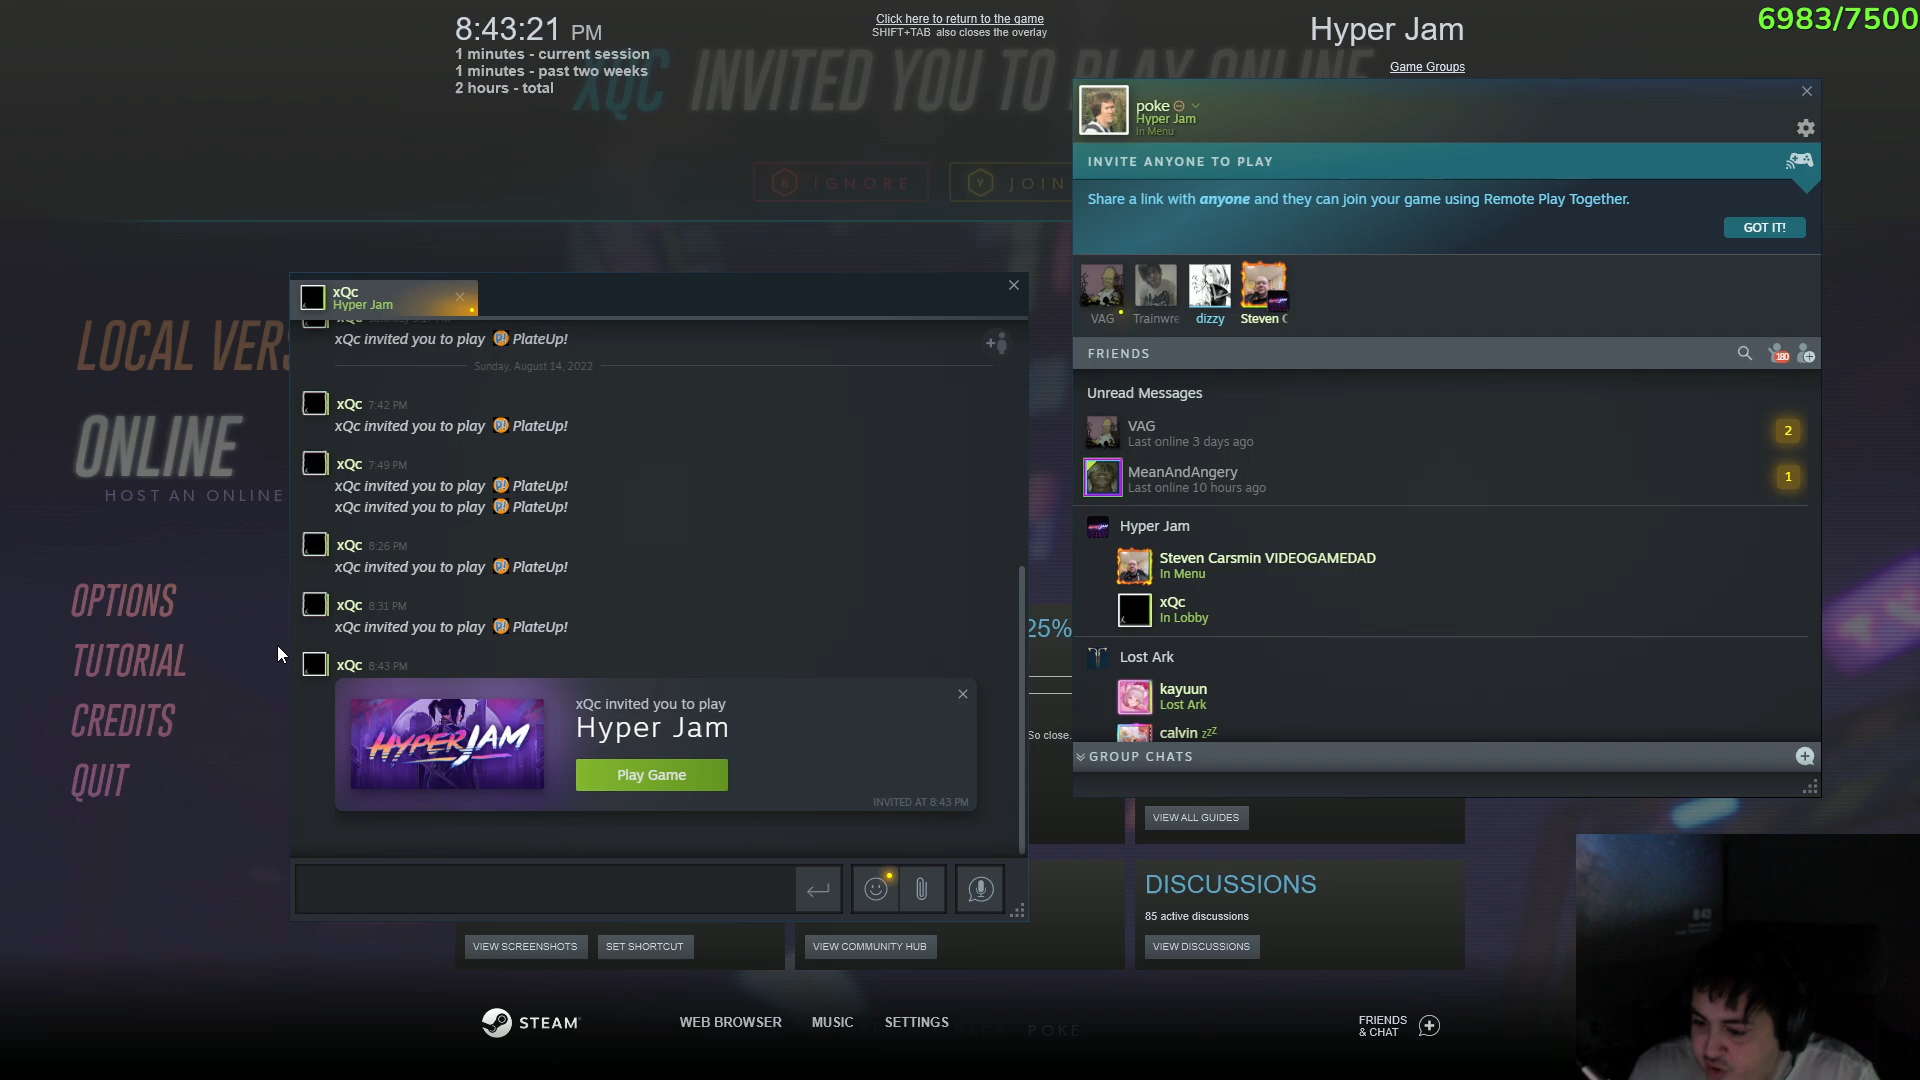 8:43:21 PM
1 minutes - current session
1 minutes - past two weeks
2 hours - total
Click here to return to the game
SHIFT+TAB also closes the overlay
Hyper Jam
Game Groups
6983/7500
XQC INVITED YOU TO PLAY ONLINE
B IGNORE
Y JOIN
LOCAL VERS
ONLINE
HOST AN ONLINE
OPTIONS
TUTORIAL
CREDITS
QUIT
xQc
Hyper Jam
xQc invited you to play PlateUp!
Sunday, August 14, 2022
xQc 7:42 PM
xQc invited you to play PlateUp!
xQc 7:49 PM
xQc invited you to play PlateUp!
xQc invited you to play PlateUp!
xQc 8:26 PM
xQc invited you to play PlateUp!
xQc 8:31 PM
xQc invited you to play PlateUp!
xQc 8:43 PM
HYPERJAM
xQc invited you to play
Hyper Jam
Play Game
INVITED AT 8:43 PM
poke
Hyper Jam
In Menu
INVITE ANYONE TO PLAY
Share a link with anyone and they can join your game using Remote Play Together.
GOT IT!
VAG
Trainwre
dizzy
Steven C
FRIENDS
180
Unread Messages
VAG
Last online 3 days ago
2
MeanAndAngery
Last online 10 hours ago
1
Hyper Jam
Steven Carsmin VIDEOGAMEDAD
In Menu
xQc
In Lobby
Lost Ark
kayuun
Lost Ark
calvin zzZ
GROUP CHATS
25%
So close.
VIEW ALL GUIDES
DISCUSSIONS
85 active discussions
VIEW SCREENSHOTS
SET SHORTCUT
VIEW COMMUNITY HUB
VIEW DISCUSSIONS
STEAM
WEB BROWSER
MUSIC
SETTINGS
POKE
FRIENDS
& CHAT